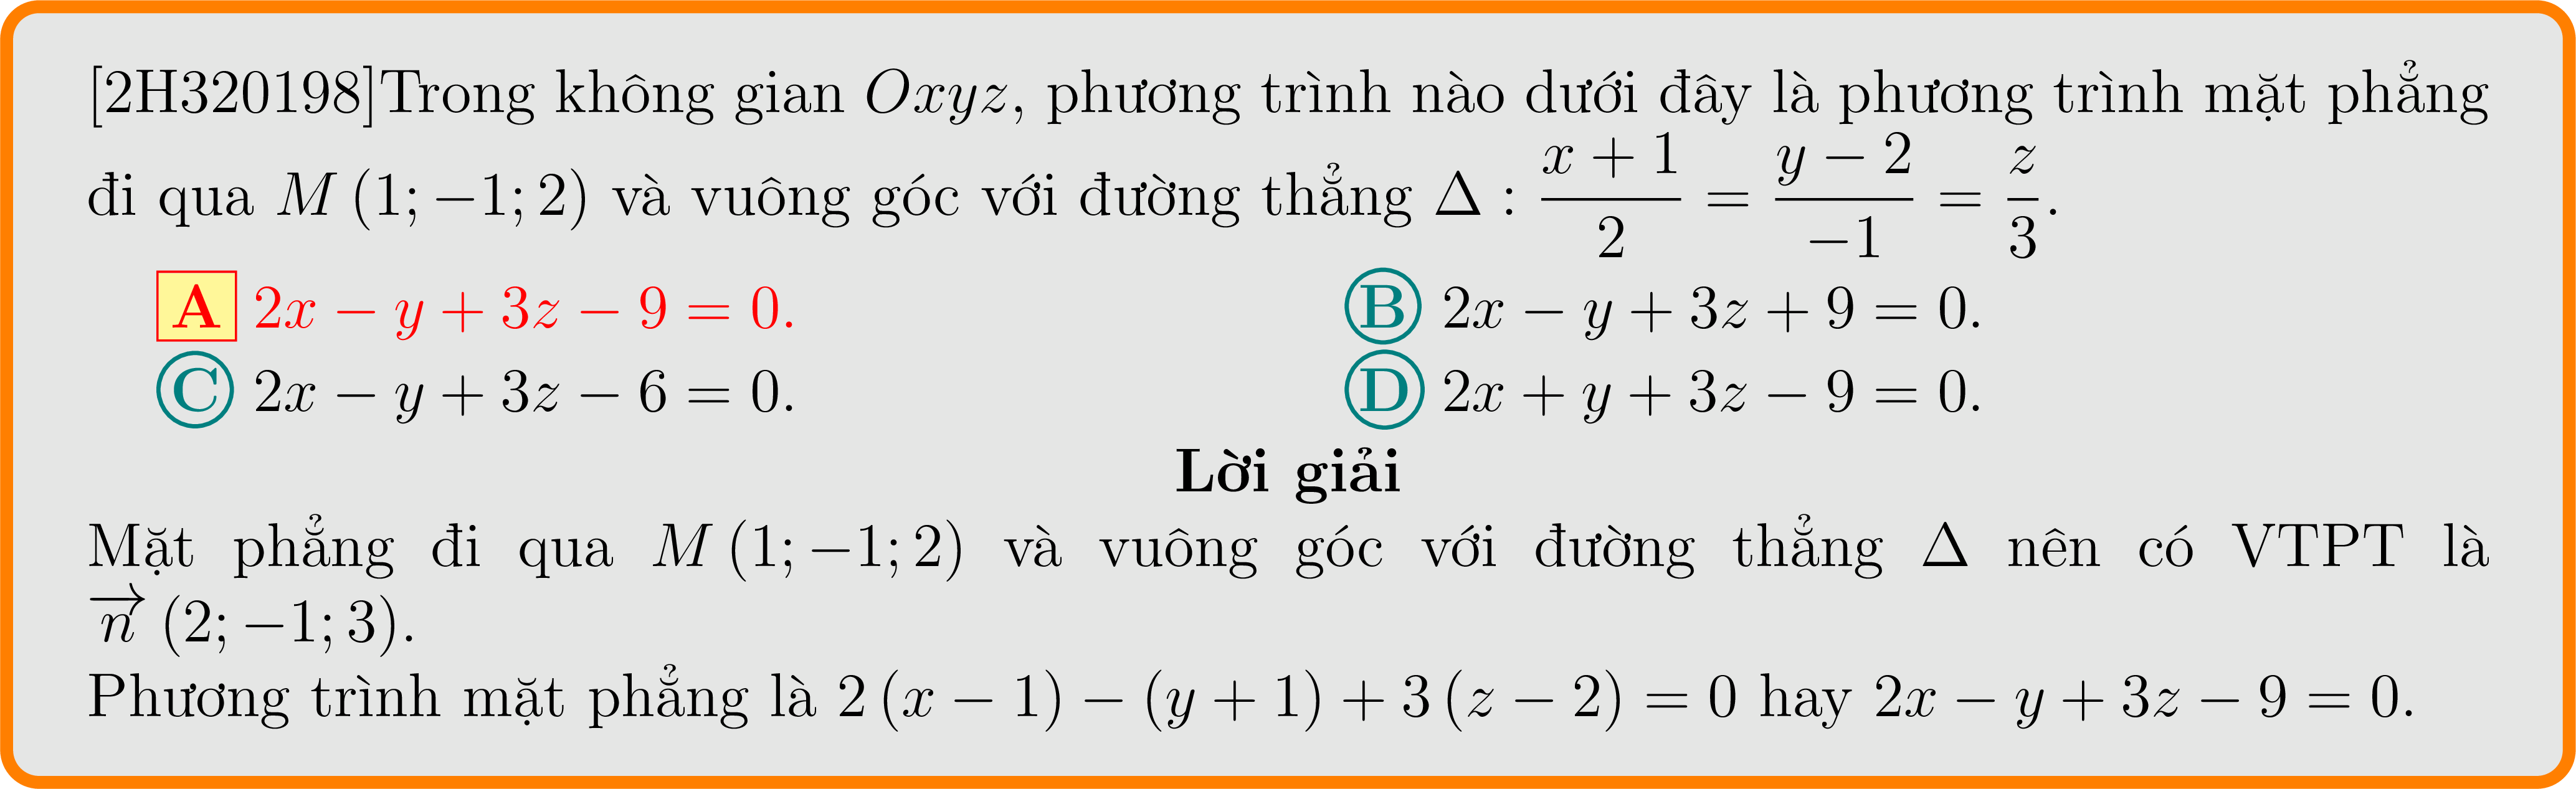 [2H320198]Trong không gian Oxyz, phương trình nào dưới đây là phương trình mặt phẳng
đi qua M (1; −1; 2) và vuông góc với đường thẳng Δ : \frac{x + 1}{2} = \frac{y − 2}{−1} = \frac{z}{3}.
A 2x − y + 3z − 9 = 0.
B 2x − y + 3z + 9 = 0.
C 2x − y + 3z − 6 = 0.
D 2x + y + 3z − 9 = 0.
Lời giải
Mặt phẳng đi qua M (1; −1; 2) và vuông góc với đường thẳng Δ nên có VTPT là
\overrightarrow{n} (2; −1; 3).
Phương trình mặt phẳng là 2 (x − 1) − (y + 1) + 3 (z − 2) = 0 hay 2x − y + 3z − 9 = 0.